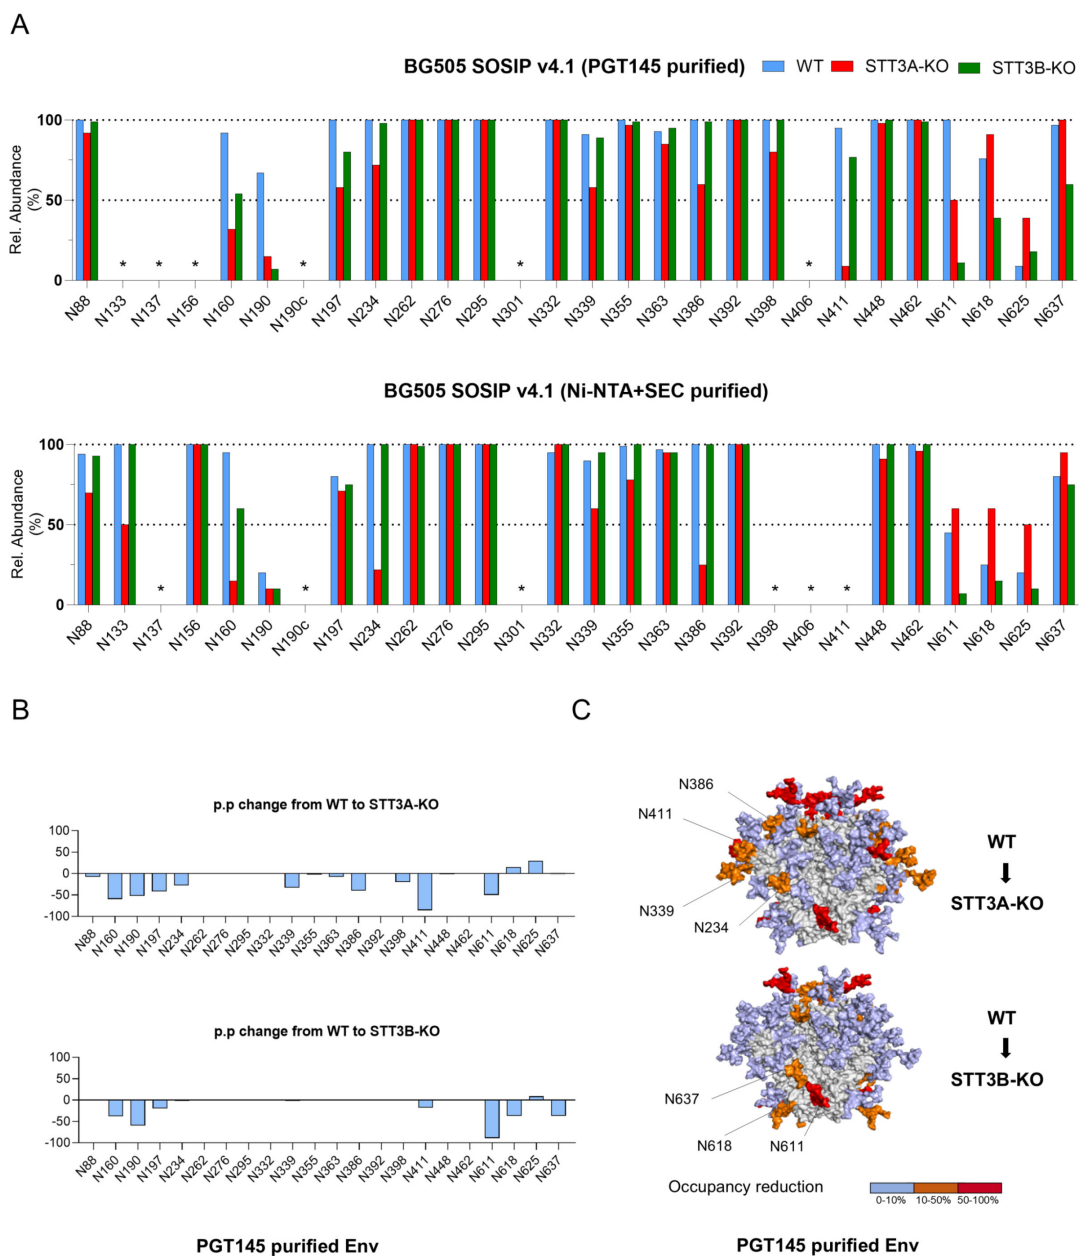 A
BG505 SOSIP v4.1 (PGT145 purified) WT STT3A-KO STT3B-KO
Rel. Abundance
(%)
100
50
0
* * * * * *
N88 N133 N137 N156 N160 N190 N190c N197 N234 N262 N276 N295 N301 N332 N339 N355 N363 N386 N392 N398 N406 N411 N448 N462 N611 N618 N625 N637
BG505 SOSIP v4.1 (Ni-NTA+SEC purified)
Rel. Abundance
(%)
100
50
0
* * * * * *
N88 N133 N137 N156 N160 N190 N190c N197 N234 N262 N276 N295 N301 N332 N339 N355 N363 N386 N392 N398 N406 N411 N448 N462 N611 N618 N625 N637
B
p.p change from WT to STT3A-KO
100
50
0
-50
-100
N88 N160 N190 N197 N234 N262 N276 N295 N332 N339 N355 N363 N386 N392 N398 N411 N448 N462 N611 N618 N625 N637
p.p change from WT to STT3B-KO
100
50
0
-50
-100
N88 N160 N190 N197 N234 N262 N276 N295 N332 N339 N355 N363 N386 N392 N398 N411 N448 N462 N611 N618 N625 N637
PGT145 purified Env
C
N386
N411
N339
N234
WT
STT3A-KO
N637
N618
N611
WT
STT3B-KO
Occupancy reduction
0-10% 10-50% 50-100%
PGT145 purified Env